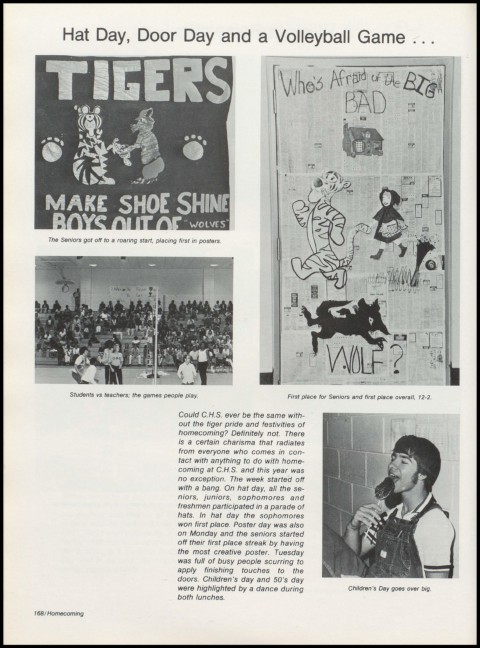 Hat Day, Door Day and a Volleyball Game . . .
TIGERS
MAKE SHOE SHINE
BOYS OUT OF "WOLVES"
The Seniors got off to a roaring start, placing first in posters.
Who's Afraid of the BIG
BAD
WOLF?
Students vs teachers; the games people play.
First place for Seniors and first place overall, 12-2.
Could C.H.S. ever be the same with-
out the tiger pride and festivities of
homecoming? Definitely not. There
is a certain charisma that radiates
from everyone who comes in con-
tact with anything to do with home-
coming at C.H.S. and this year was
no exception. The week started off
with a bang. On hat day, all the se-
niors, juniors, sophomores and
freshmen participated in a parade of
hats. In hat day the sophomores
won first place. Poster day was also
on Monday and the seniors started
off their first place streak by having
the most creative poster. Tuesday
was full of busy people scurring to
apply finishing touches to the
doors. Children's day and 50's day
were highlighted by a dance during
both lunches.
Children's Day goes over big.
168/Homecoming